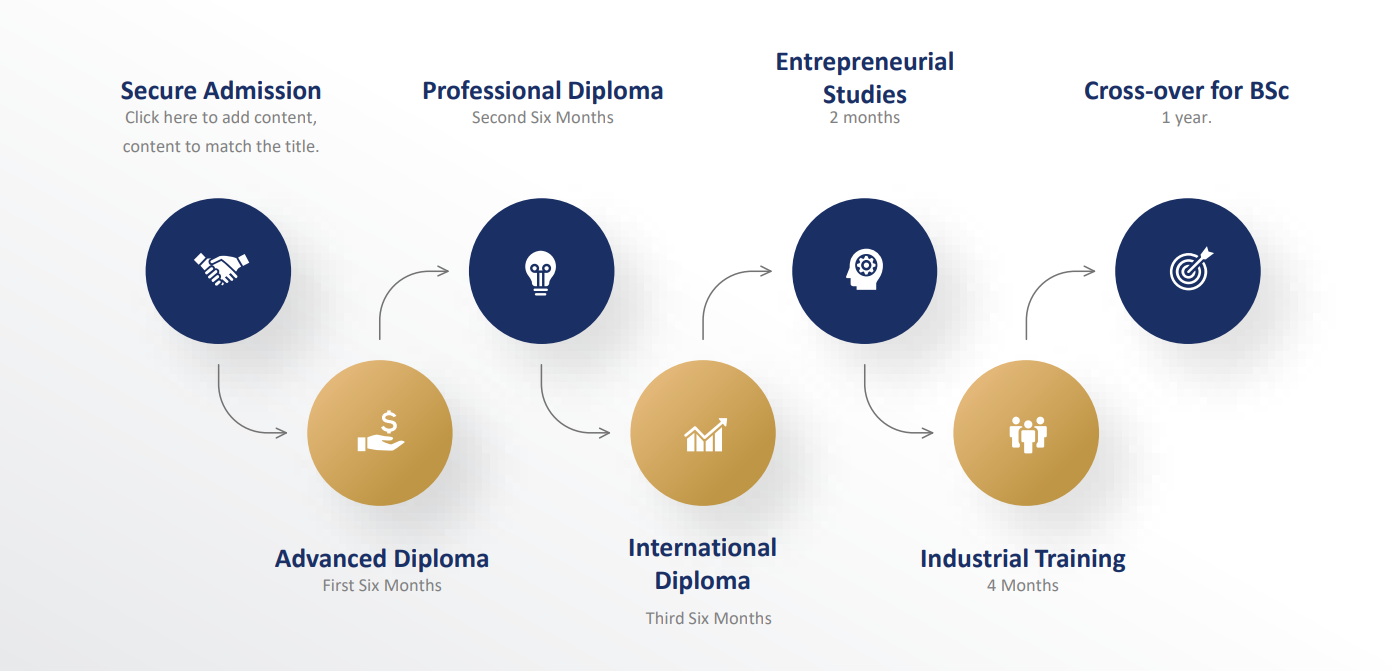 Secure Admission
Click here to add content,
content to match the title.
Professional Diploma
Second Six Months
Entrepreneurial
Studies
2 months
Cross-over for BSc
1 year.
$
Advanced Diploma
First Six Months
International
Diploma
Third Six Months
Industrial Training
4 Months